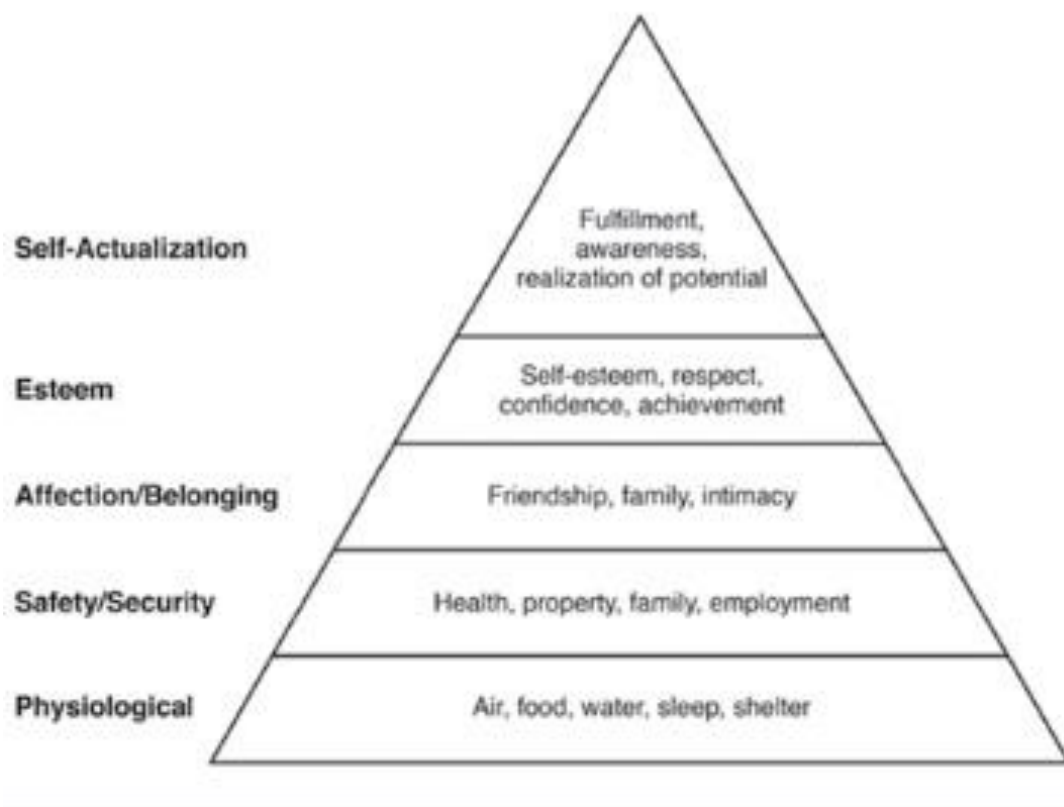 Self-Actualization
Fulfillment,
awareness,
realization of potential
Esteem
Self-esteem, respect,
confidence, achievement
Affection/Belonging
Friendship, family, intimacy
Safety/Security
Health, property, family, employment
Physiological
Air, food, water, sleep, shelter